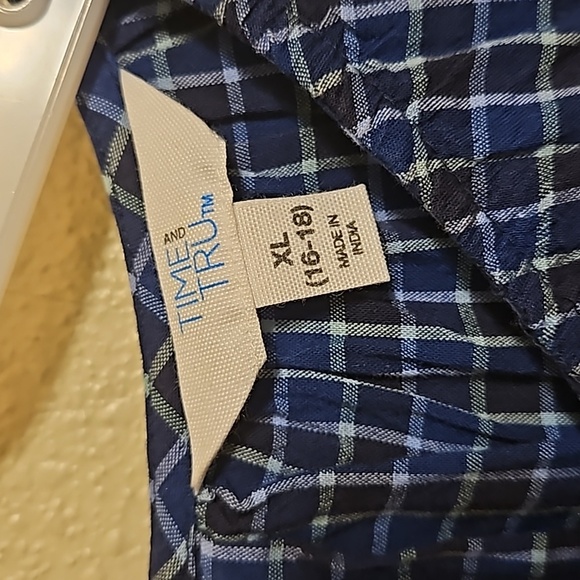 TIME AND
TRU™
XL
(16-18)
MADE IN
INDIA